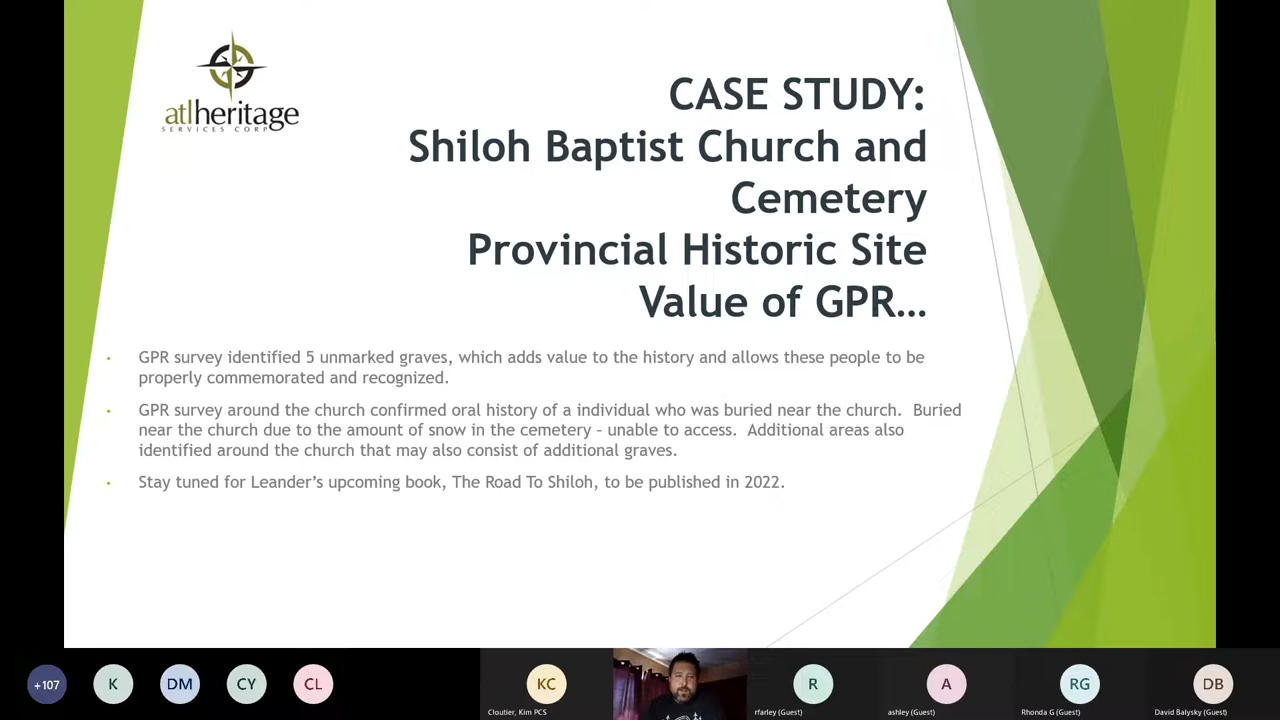 atlheritage
SERVICES CORP
CASE STUDY:
Shiloh Baptist Church and
Cemetery
Provincial Historic Site
Value of GPR...
• GPR survey identified 5 unmarked graves, which adds value to the history and allows these people to be
properly commemorated and recognized.
• GPR survey around the church confirmed oral history of a individual who was buried near the church.  Buried
near the church due to the amount of snow in the cemetery – unable to access.  Additional areas also
identified around the church that may also consist of additional graves.
• Stay tuned for Leander’s upcoming book, The Road To Shiloh, to be published in 2022.
+107
K
DM
CY
CL
KC
R
A
RG
DB
Cloutier, Kim PCS
rfarley (Guest)
ashley (Guest)
Rhonda G (Guest)
David Balysky (Guest)